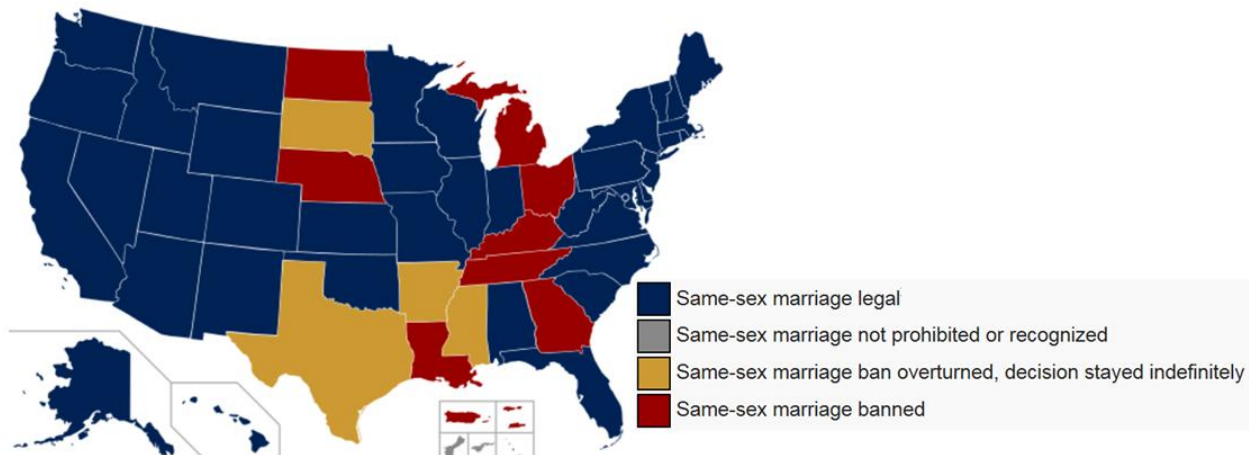 Same-sex marriage legal
Same-sex marriage not prohibited or recognized
Same-sex marriage ban overturned, decision stayed indefinitely
Same-sex marriage banned